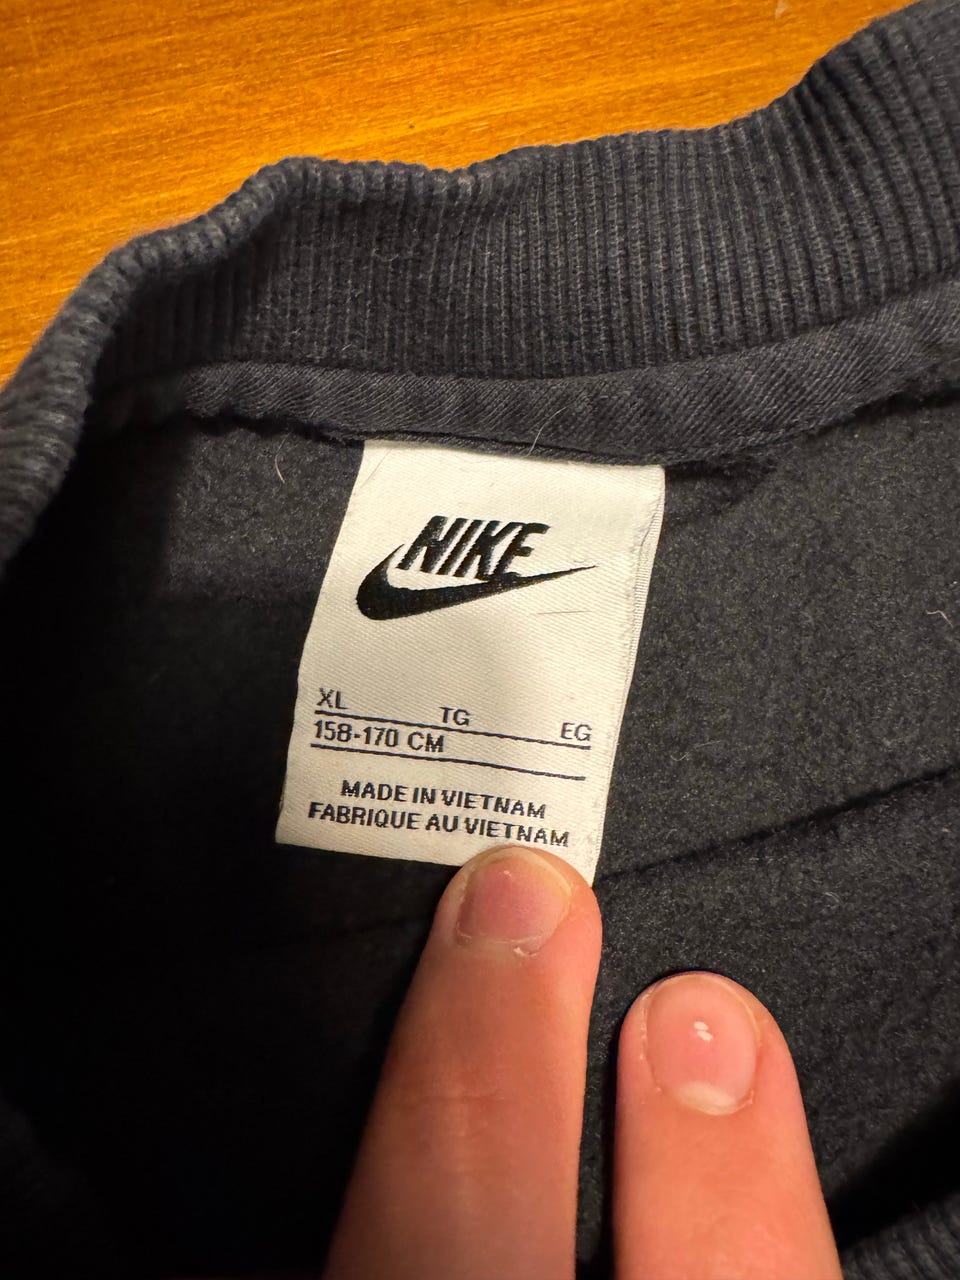 NIKE
XL TG EG
158-170 CM
MADE IN VIETNAM
FABRIQUE AU VIETNAM